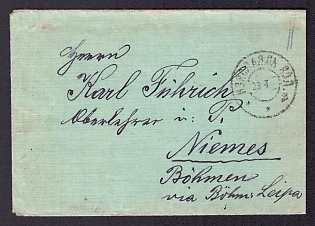 Herrn
Karl Führich
Oberlehrer i. P.
Niemes
Böhmen
via Böhm. Leipa